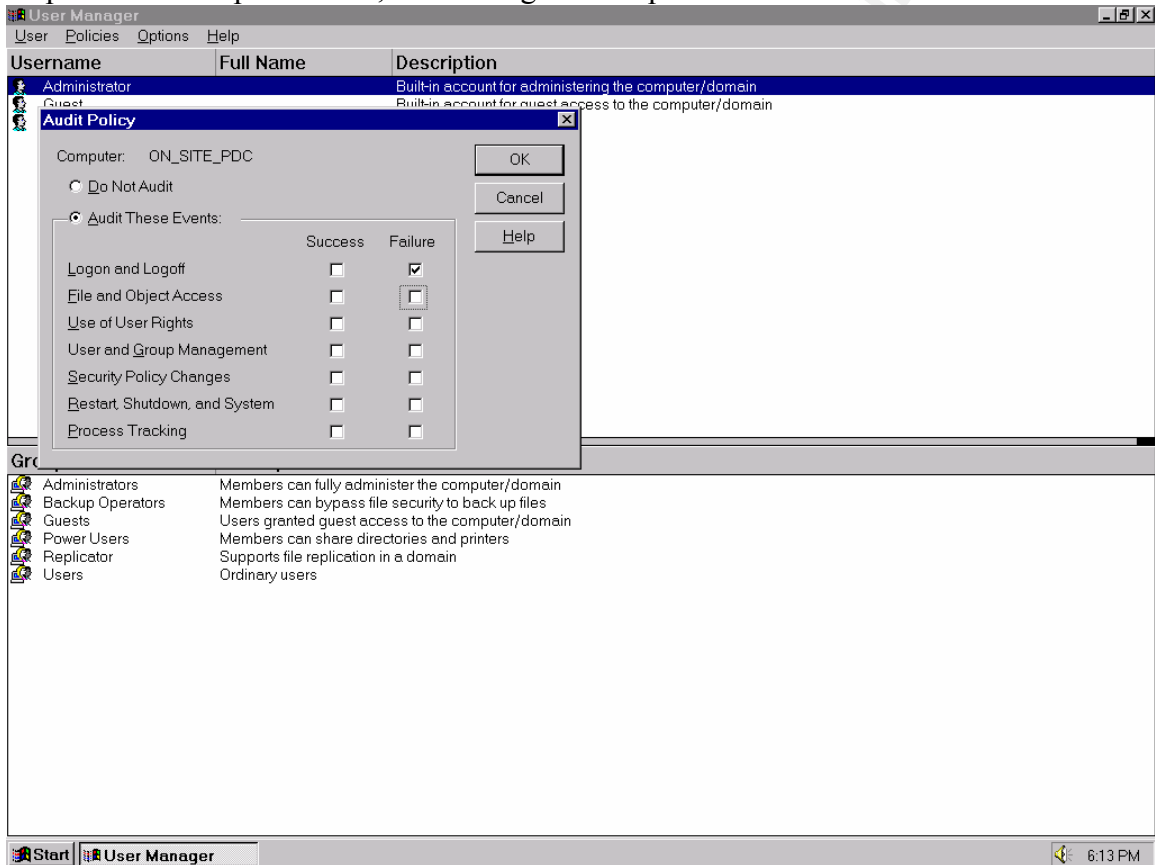 User Manager
User Policies Options Help
Username Full Name Description
Administrator Built-in account for administering the computer/domain
Guest Built-in account for guest access to the computer/domain
Audit Policy
Computer: ON_SITE_PDC
OK
Do Not Audit
Cancel
Audit These Events:
Help
Success Failure
Logon and Logoff
File and Object Access
Use of User Rights
User and Group Management
Security Policy Changes
Restart, Shutdown, and System
Process Tracking
Administrators Members can fully administer the computer/domain
Backup Operators Members can bypass file security to back up files
Guests Users granted guest access to the computer/domain
Power Users Members can share directories and printers
Replicator Supports file replication in a domain
Users Ordinary users
Start User Manager 6:13 PM